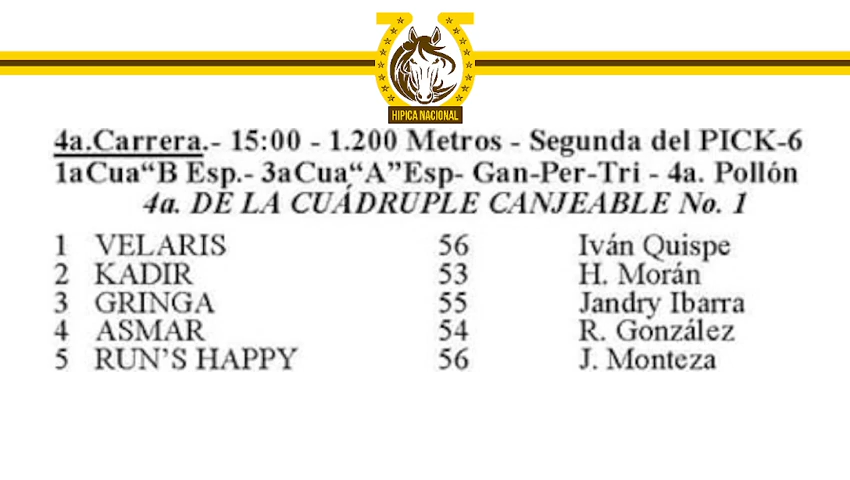 HIPICA NACIONAL
4a.Carrera.- 15:00 - 1.200 Metros - Segunda del PICK-6
1aCua“B Esp.- 3aCua“A”Esp- Gan-Per-Tri - 4a. Pollón
4a. DE LA CUÁDRUPLE CANJEABLE No. 1
1 VELARIS 56 Iván Quispe
2 KADIR 53 H. Morán
3 GRINGA 55 Jandry Ibarra
4 ASMAR 54 R. González
5 RUN’S HAPPY 56 J. Monteza